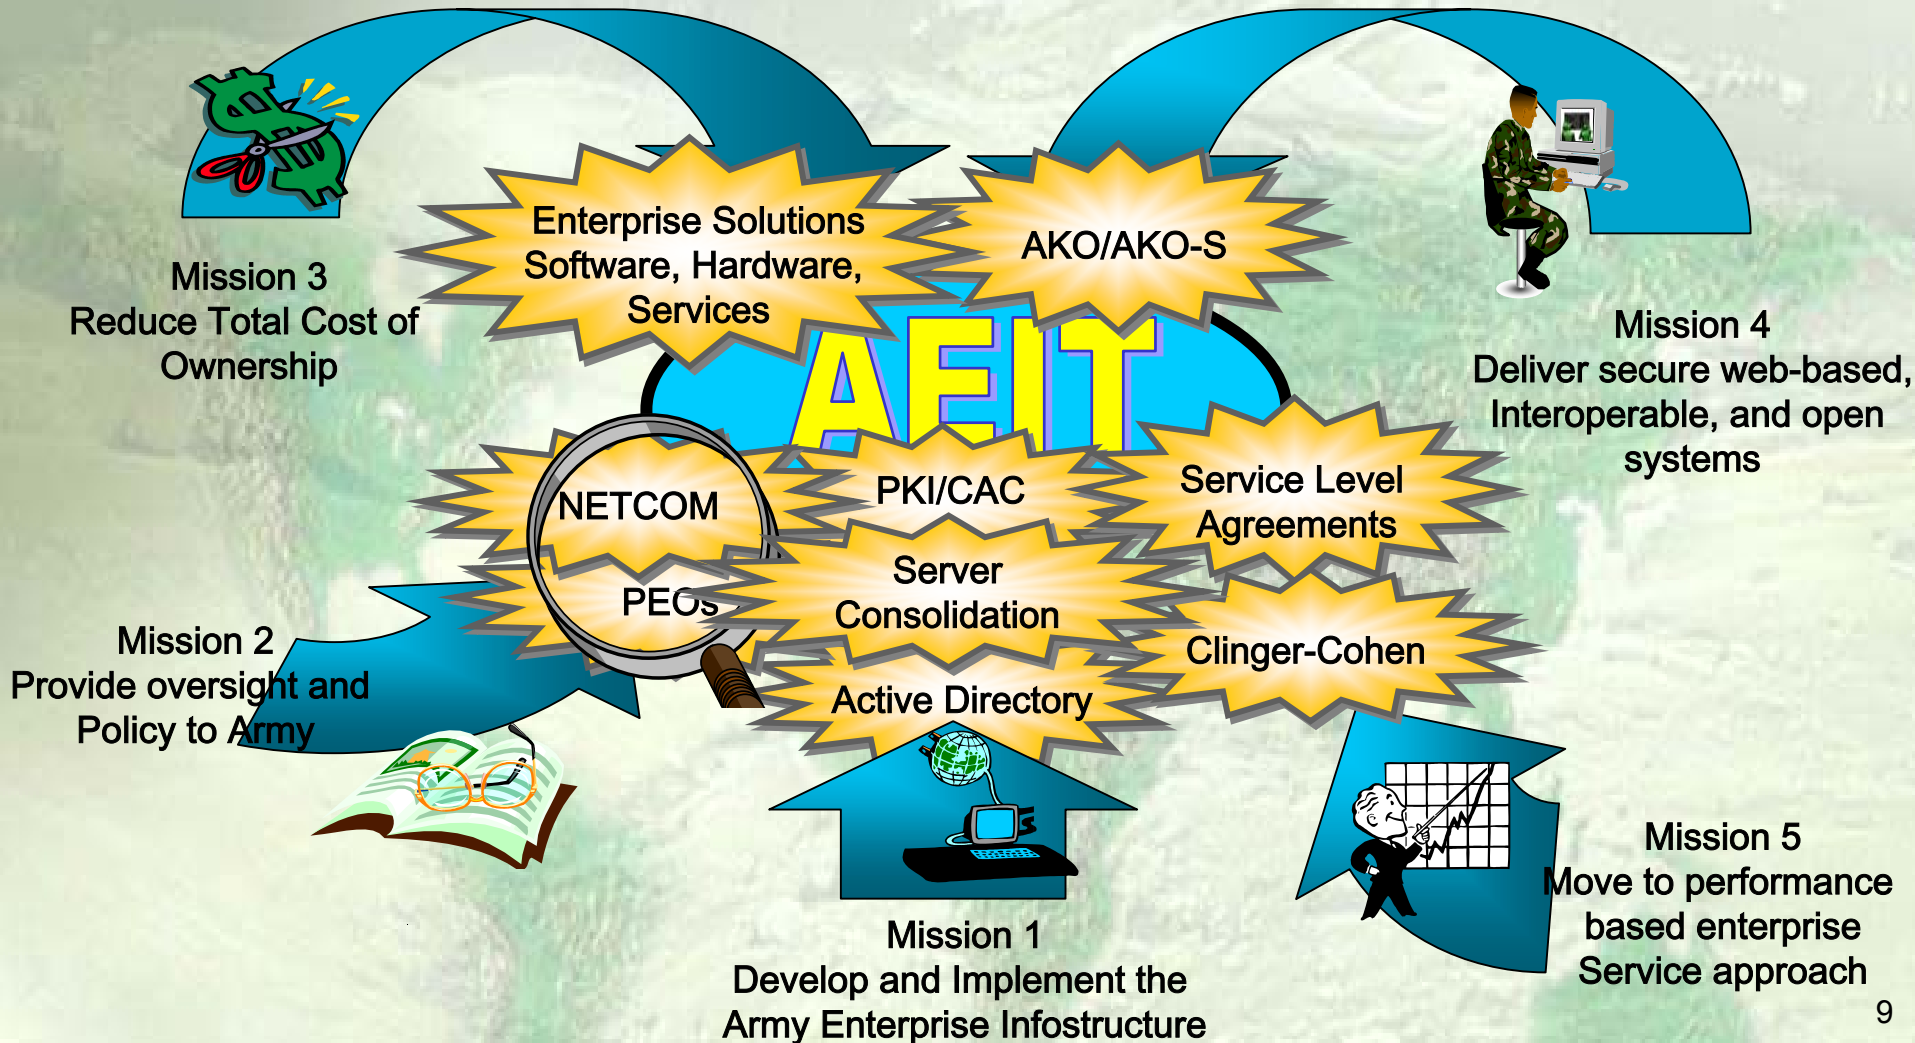 Enterprise Solutions
Software, Hardware,
Services
AKO/AKO-S
Mission 3
Reduce Total Cost of
Ownership
Mission 4
Deliver secure web-based,
Interoperable, and open
systems
AEIT
NETCOM
PKI/CAC
Service Level
Agreements
PEOs
Server
Consolidation
Clinger-Cohen
Active Directory
Mission 2
Provide oversight and
Policy to Army
Mission 1
Develop and Implement the
Army Enterprise Infostructure
Mission 5
Move to performance
based enterprise
Service approach
9